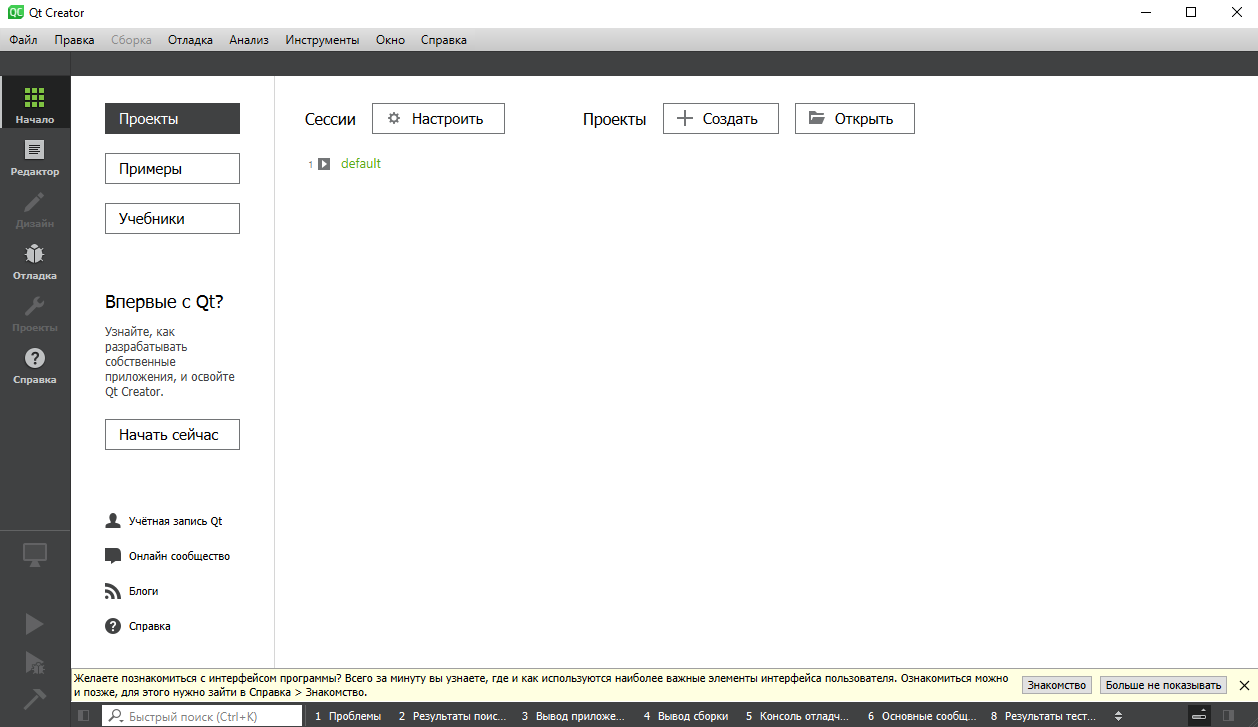 QC Qt Creator
Файл Правка Сборка Отладка Анализ Инструменты Окно Справка
Начало
Редактор
Дизайн
Отладка
Проекты
Справка
Проекты
Примеры
Учебники
Впервые с Qt?
Узнайте, как
разрабатывать
собственные
приложения, и освойте
Qt Creator.
Начать сейчас
Учётная запись Qt
Онлайн сообщество
Блоги
Справка
Сессии Настроить Проекты Создать Открыть
1 default
Желаете познакомиться с интерфейсом программы? Всего за минуту вы узнаете, где и как используются наиболее важные элементы интерфейса пользователя. Ознакомиться можно
и позже, для этого нужно зайти в Справка > Знакомство.
Знакомство Больше не показывать
Быстрый поиск (Ctrl+K) 1 Проблемы 2 Результаты поис... 3 Вывод приложе... 4 Вывод сборки 5 Консоль отладч... 6 Основные сообщ... 8 Результаты тест...